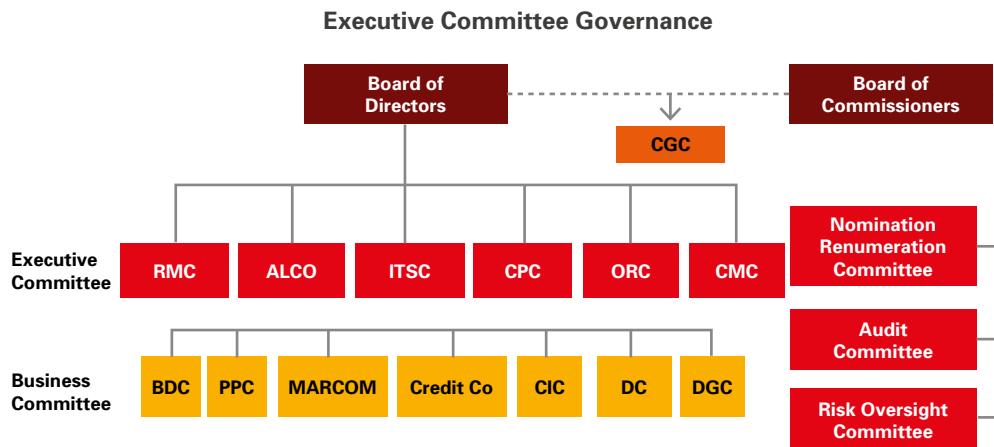 Executive Committee Governance
Board of
Directors
Board of
Commissioners
CGC
Executive
Committee
RMC
ALCO
ITSC
CPC
ORC
CMC
Nomination
Renumeration
Committee
Audit
Committee
Business
Committee
BDC
PPC
MARCOM
Credit Co
CIC
DC
DGC
Risk Oversight
Committee